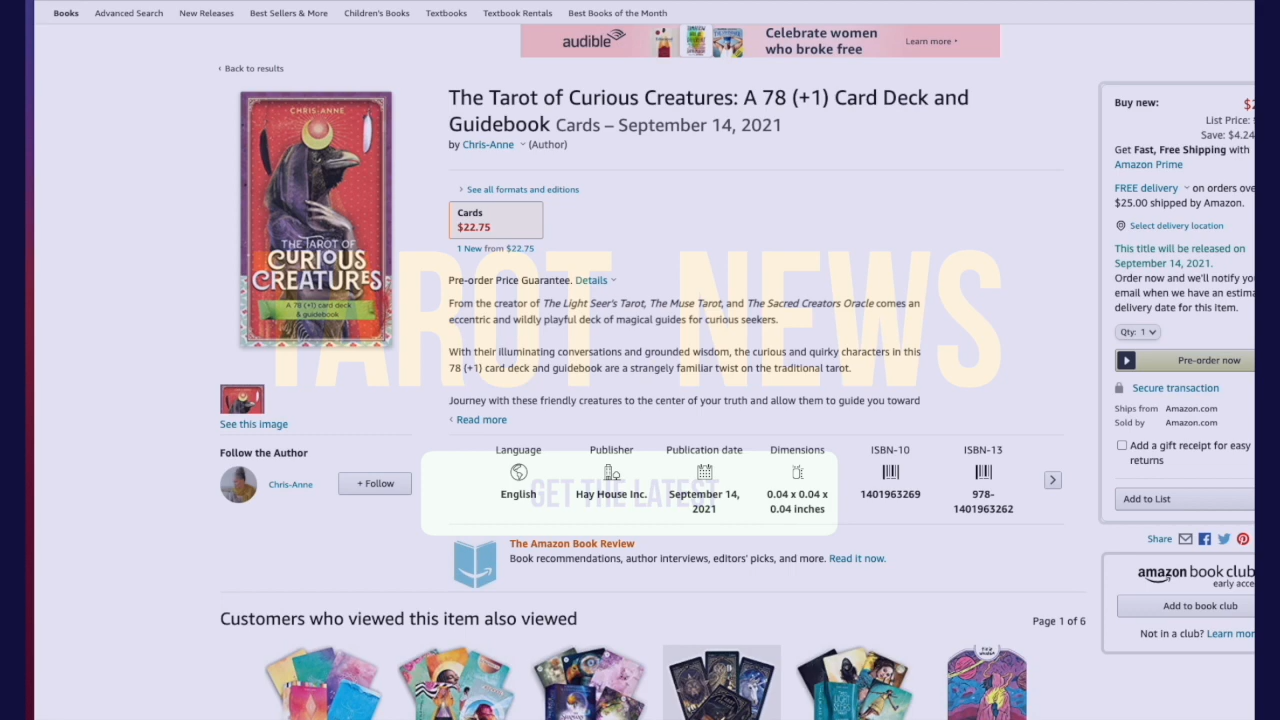 Books Advanced Search New Releases Best Sellers & More Children's Books Textbooks Textbook Rentals Best Books of the Month
audible
Celebrate women
who broke free
Learn more ›
‹ Back to results
CHRIS-ANNE
THE TAROT OF
CURIOUS
CREATURES
A 78 (+1) card deck
& guidebook
See this image
Follow the Author
Chris-Anne
+ Follow
The Tarot of Curious Creatures: A 78 (+1) Card Deck and
Guidebook Cards – September 14, 2021
by Chris-Anne (Author)
See all formats and editions
Cards
$22.75
1 New from $22.75
TAROT NEWS
Pre-order Price Guarantee. Details
From the creator of The Light Seer's Tarot, The Muse Tarot, and The Sacred Creators Oracle comes an
eccentric and wildly playful deck of magical guides for curious seekers.
With their illuminating conversations and grounded wisdom, the curious and quirky characters in this
78 (+1) card deck and guidebook are a strangely familiar twist on the traditional tarot.
Journey with these friendly creatures to the center of your truth and allow them to guide you toward
Read more
GET THE LATEST
Language
English
Publisher
Hay House Inc.
Publication date
September 14,
2021
Dimensions
0.04 x 0.04 x
0.04 inches
ISBN-10
1401963269
ISBN-13
978-
1401963262
The Amazon Book Review
Book recommendations, author interviews, editors' picks, and more. Read it now.
Buy new:
List Price:
Save: $4.24
Get Fast, Free Shipping with
Amazon Prime
FREE delivery on orders ove
$25.00 shipped by Amazon.
Select delivery location
This title will be released on
September 14, 2021.
Order now and we'll notify yo
email when we have an estima
delivery date for this item.
Qty: 1
Pre-order now
Secure transaction
Ships from Amazon.com
Sold by Amazon.com
Add a gift receipt for easy
returns
Add to List
Share
amazon book club
early acce
Add to book club
Not in a club? Learn mor
Customers who viewed this item also viewed
Page 1 of 6